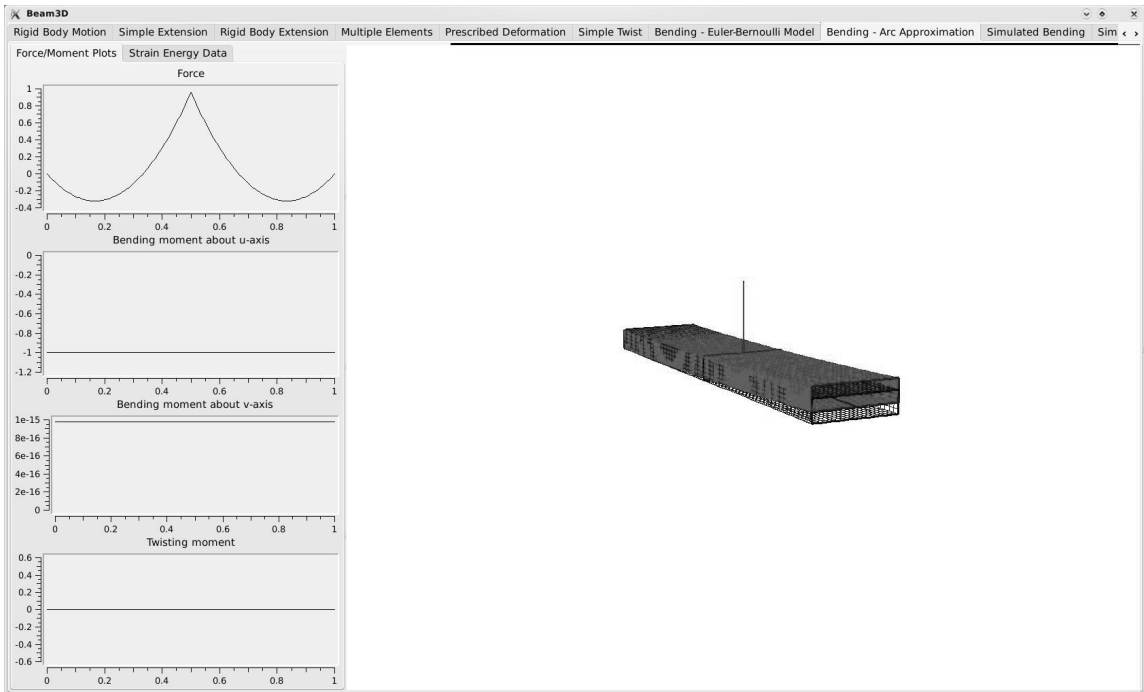 Beam3D
Rigid Body Motion Simple Extension Rigid Body Extension Multiple Elements Prescribed Deformation Simple Twist Bending - Euler-Bernoulli Model Bending - Arc Approximation Simulated Bending Sim
Force/Moment Plots Strain Energy Data
Force
1
0.8
0.6
0.4
0.2
0
-0.2
-0.4
0 0.2 0.4 0.6 0.8 1
Bending moment about u-axis
0
-0.2
-0.4
-0.6
-0.8
-1
-1.2
0 0.2 0.4 0.6 0.8 1
Bending moment about v-axis
1e-15
8e-16
6e-16
4e-16
2e-16
0
0 0.2 0.4 0.6 0.8 1
Twisting moment
0.6
0.4
0.2
0
-0.2
-0.4
-0.6
0 0.2 0.4 0.6 0.8 1